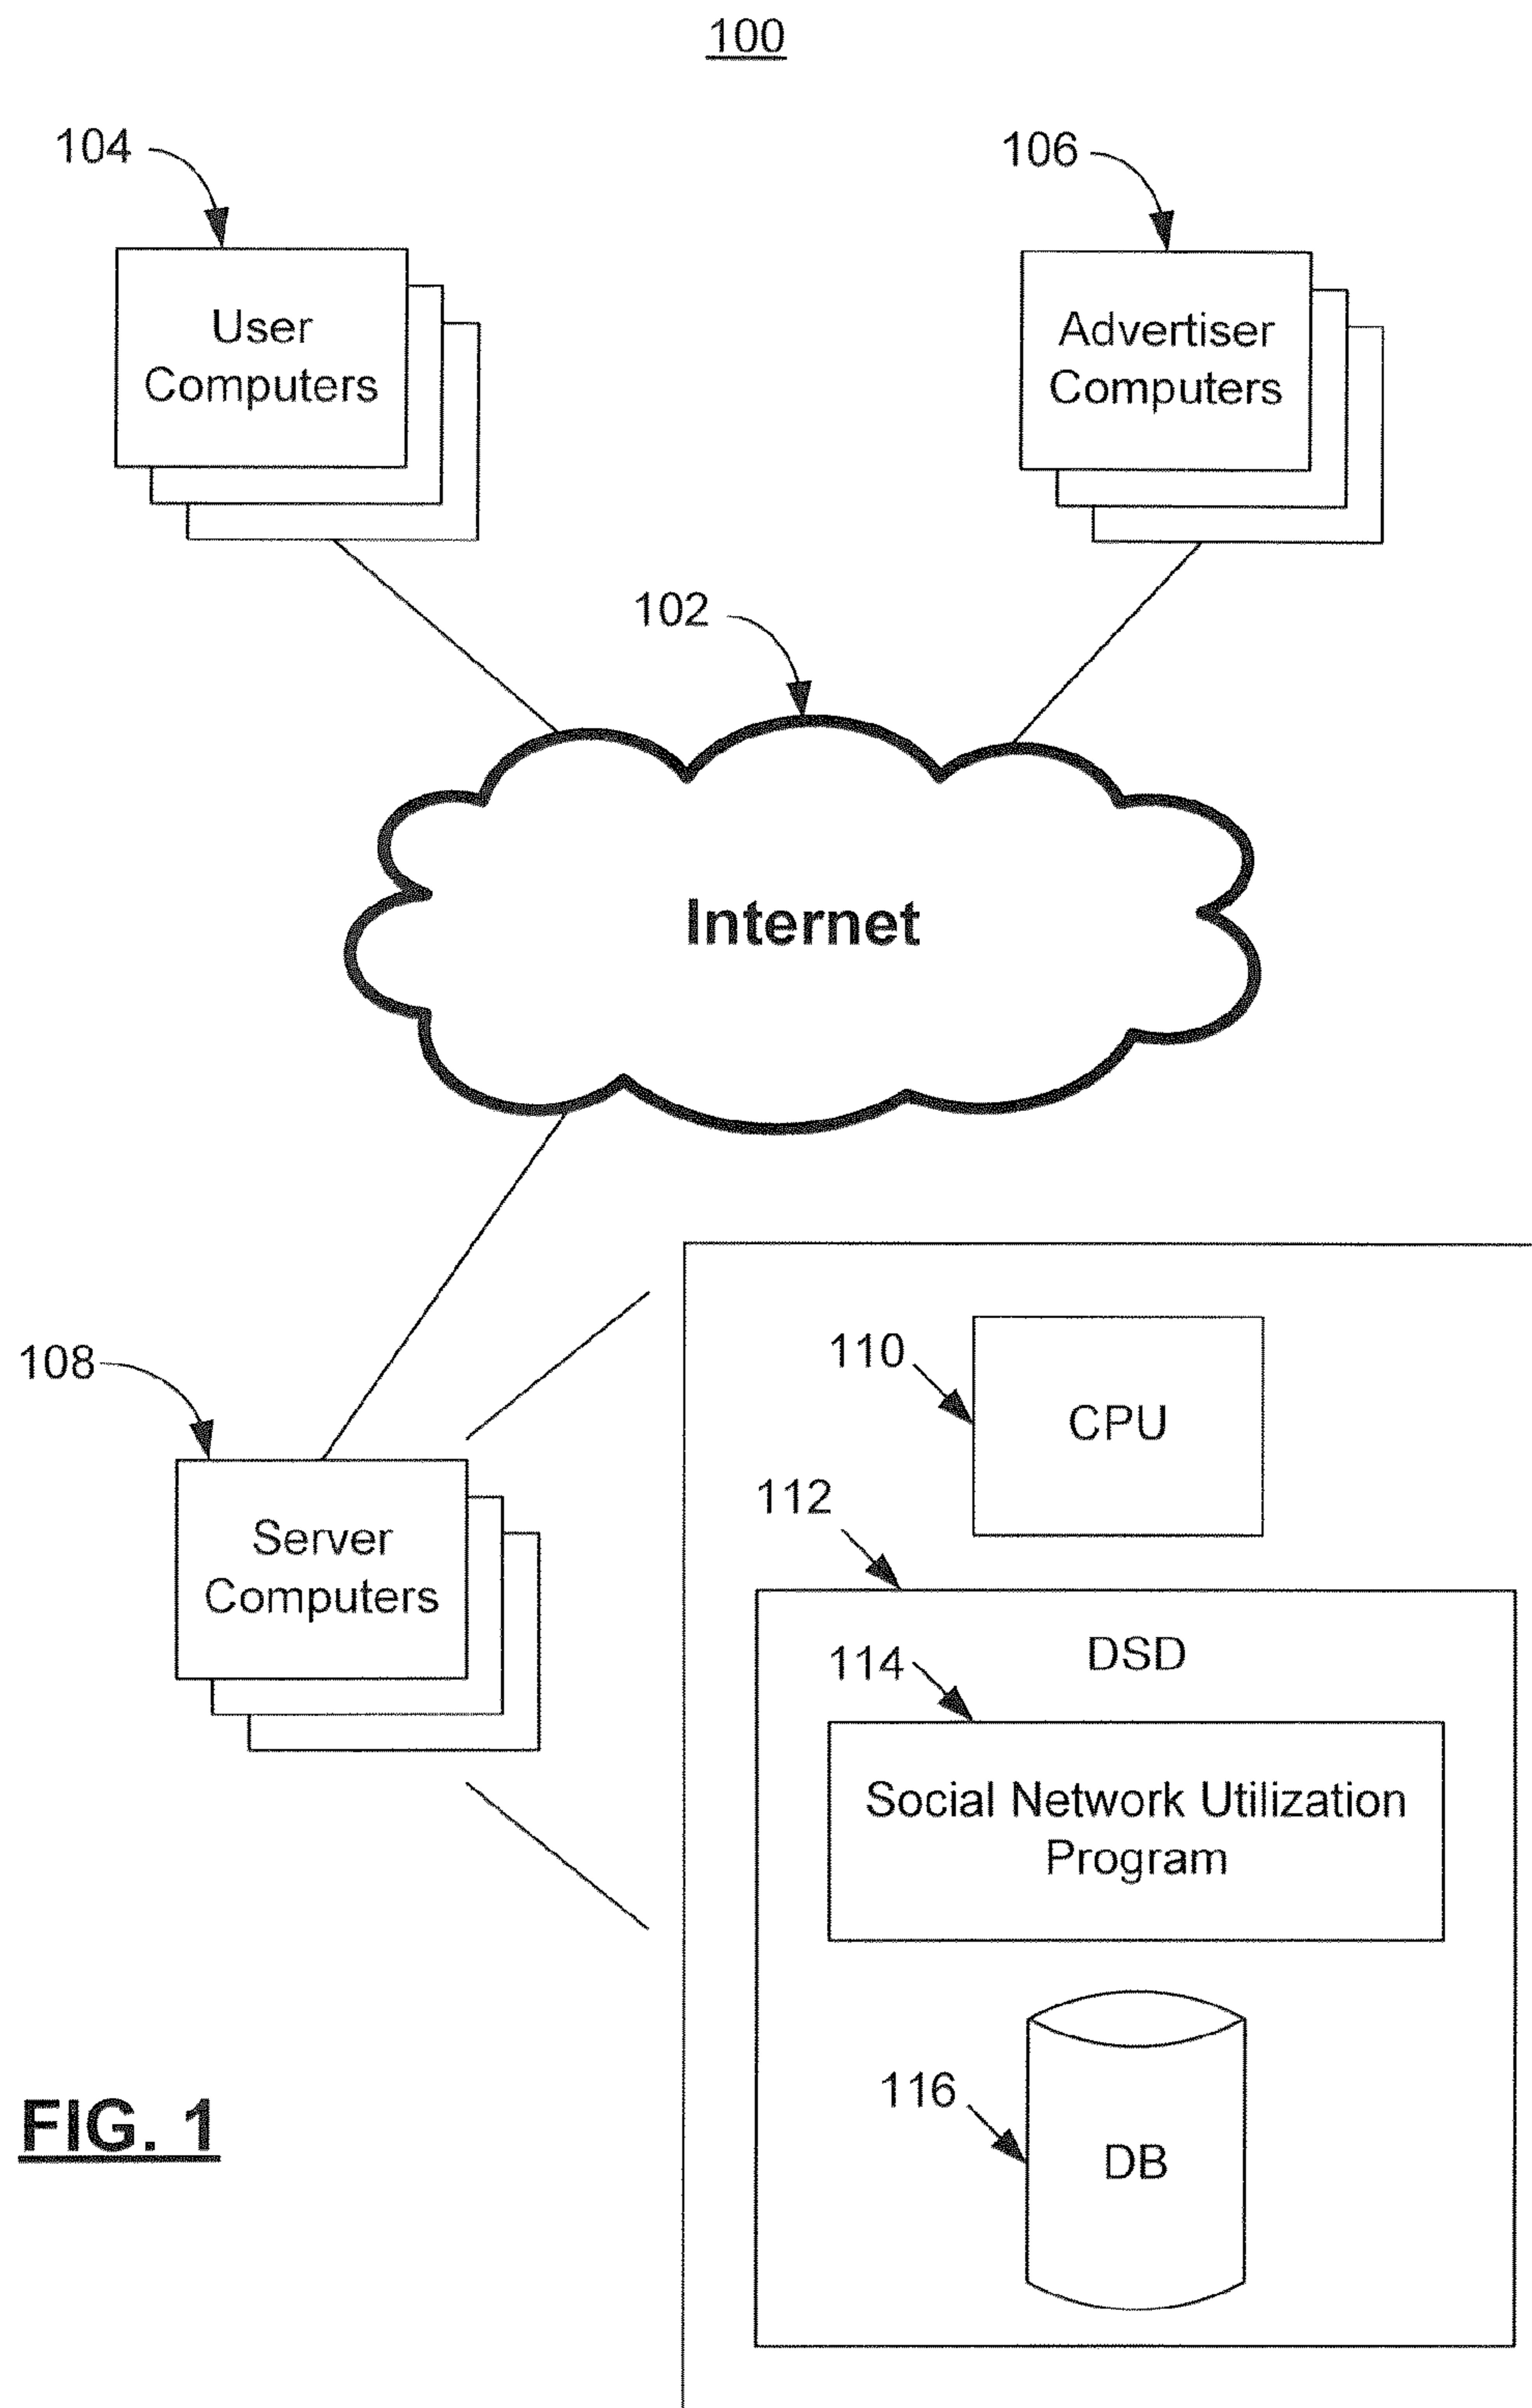 100
104
106
User
Computers
Advertiser
Computers
102
Internet
108
Server
Computers
110
CPU
112
DSD
114
Social Network Utilization
Program
116
DB
FIG. 1